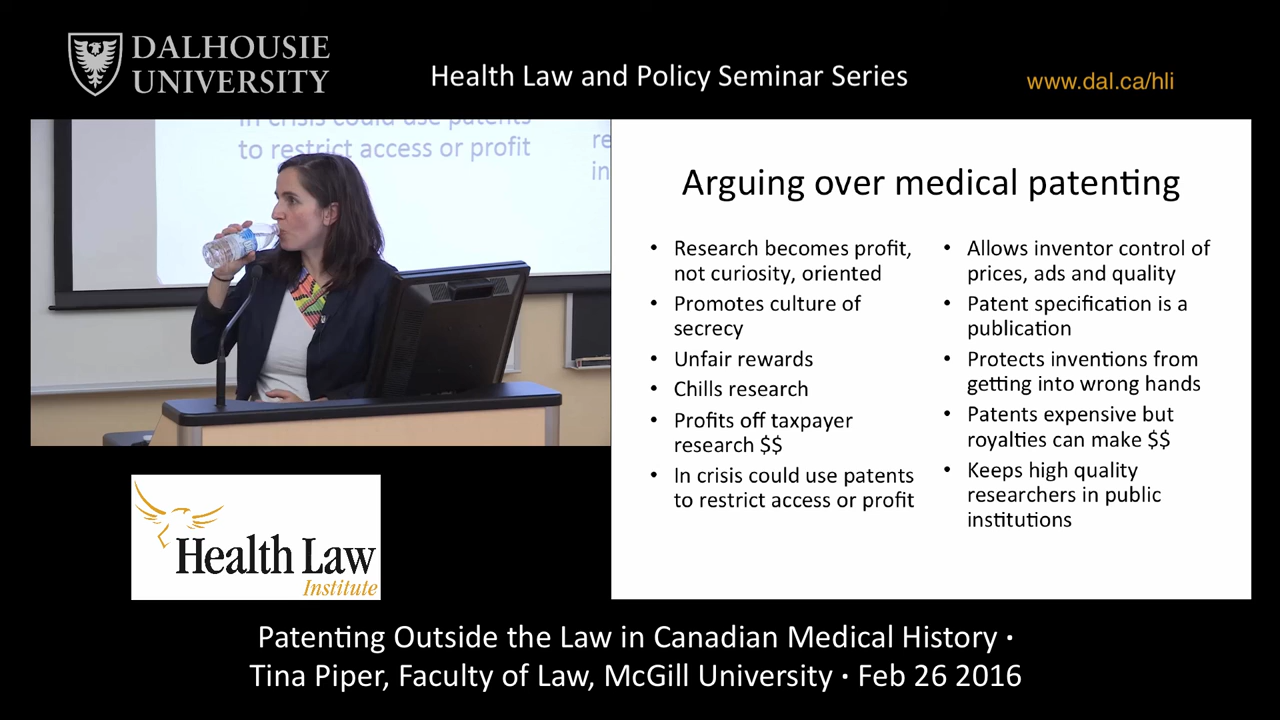 DALHOUSIE
UNIVERSITY
Health Law and Policy Seminar Series
www.dal.ca/hli
In crisis could use patents
to restrict access or profit
re
in
Arguing over medical patenting
• Research becomes profit,
not curiosity, oriented
• Promotes culture of
secrecy
• Unfair rewards
• Chills research
• Profits off taxpayer
research $$
• In crisis could use patents
to restrict access or profit
• Allows inventor control of
prices, ads and quality
• Patent specification is a
publication
• Protects inventions from
getting into wrong hands
• Patents expensive but
royalties can make $$
• Keeps high quality
researchers in public
institutions
Health Law
Institute
Patenting Outside the Law in Canadian Medical History ·
Tina Piper, Faculty of Law, McGill University · Feb 26 2016